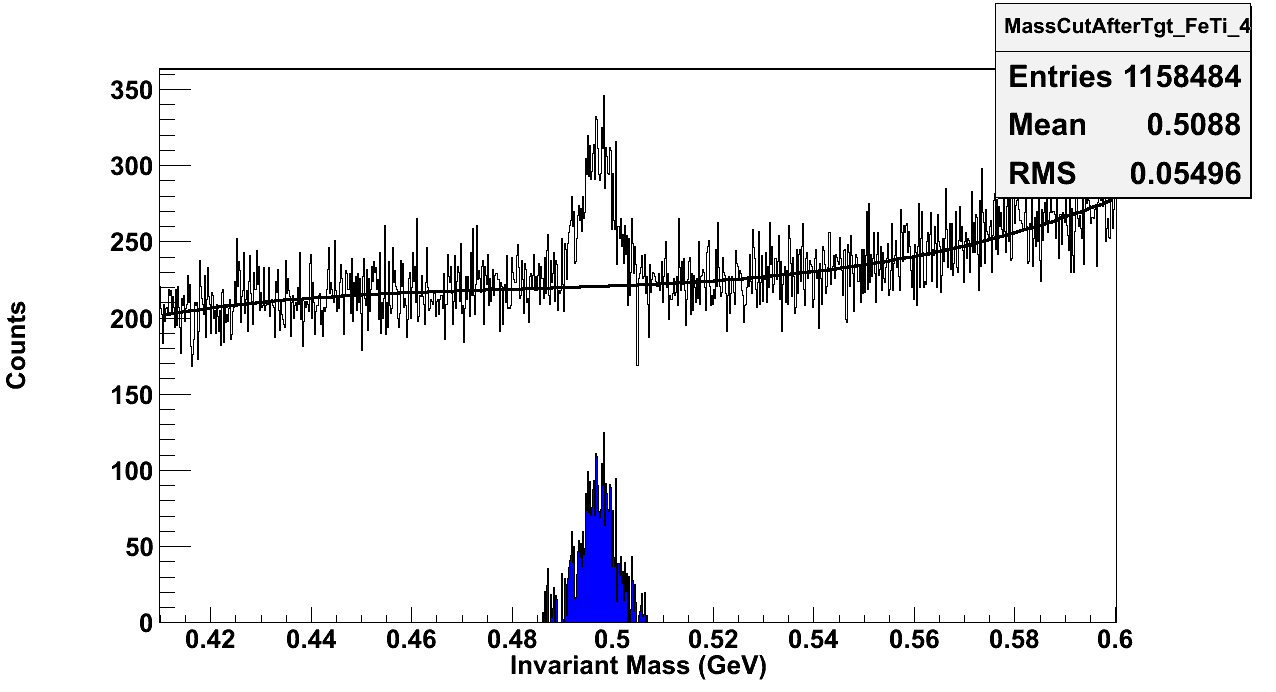 MassCutAfterTgt_FeTi_4
Entries 1158484
Mean 0.5088
RMS 0.05496
350
300
250
200
150
100
50
0
Counts
0.42 0.44 0.46 0.48 0.5 0.52 0.54 0.56 0.58 0.6
Invariant Mass (GeV)